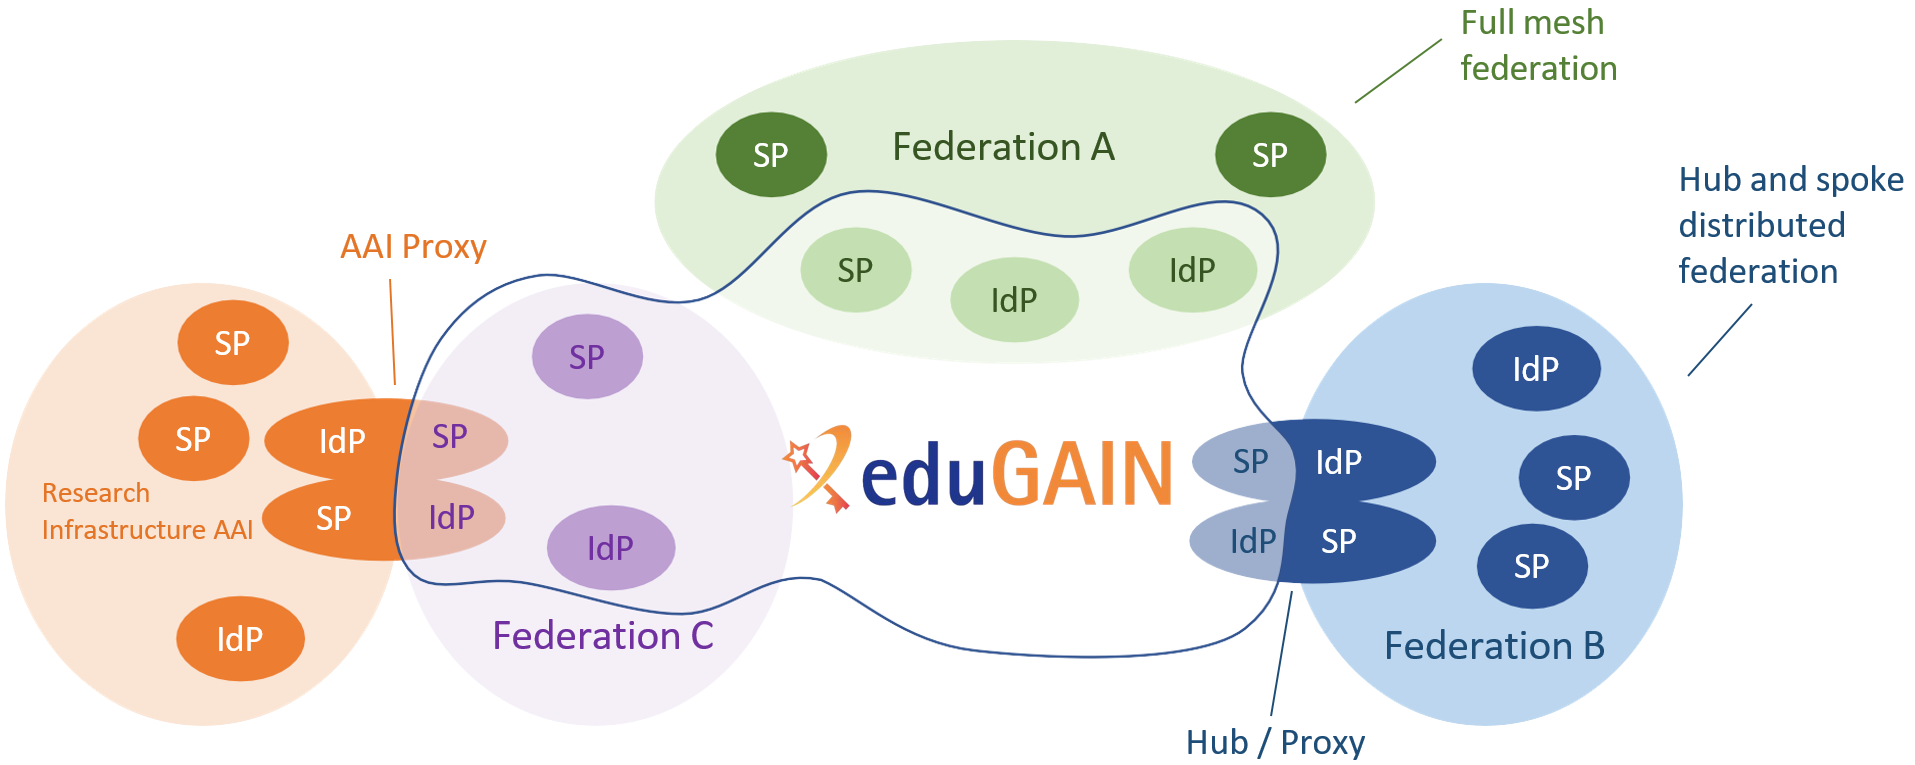 Full mesh
federation
SP
Federation A
SP
Hub and spoke
distributed
federation
AAI Proxy
SP
IdP
IdP
SP
SP
IdP
SP
IdP
SP
eduGAIN
SP
IdP
SP
Research
Infrastructure AAI
SP
IdP
IdP
IdP
SP
SP
IdP
Federation C
Federation B
Hub / Proxy